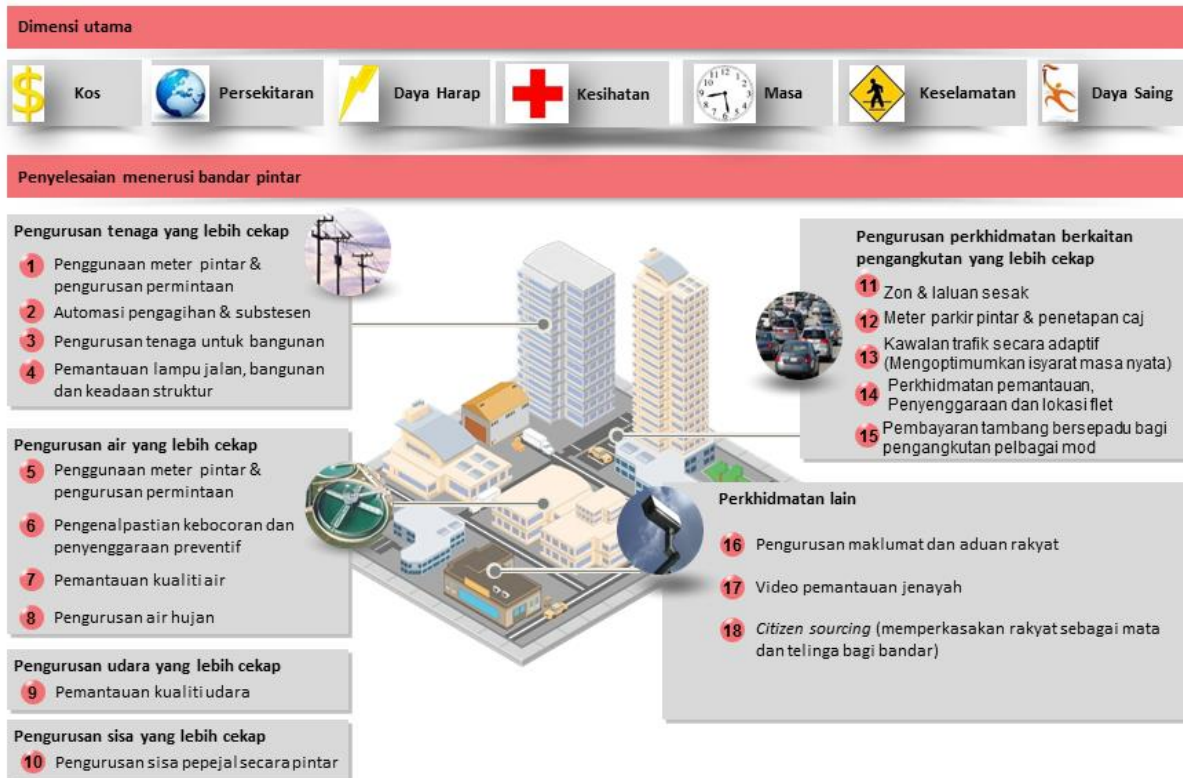 Dimensi utama
Kos
Persekitaran
Daya Harap
Kesihatan
Masa
Keselamatan
Daya Saing
Penyelesaian menerusi bandar pintar
Pengurusan tenaga yang lebih cekap
1 Penggunaan meter pintar &
pengurusan permintaan
2 Automasi pengagihan & substesen
3 Pengurusan tenaga untuk bangunan
4 Pemantauan lampu jalan, bangunan
dan keadaan struktur
Pengurusan air yang lebih cekap
5 Penggunaan meter pintar &
pengurusan permintaan
6 Pengenalpastian kebocoran dan
penyenggaraan preventif
7 Pemantauan kualiti air
8 Pengurusan air hujan
Pengurusan udara yang lebih cekap
9 Pemantauan kualiti udara
Pengurusan sisa yang lebih cekap
10 Pengurusan sisa pepejal secara pintar
Pengurusan perkhidmatan berkaitan
pengangkutan yang lebih cekap
11 Zon & laluan sesak
12 Meter parkir pintar & penetapan caj
13 Kawalan trafik secara adaptif
(Mengoptimumkan isyarat masa nyata)
14 Perkhidmatan pemantauan,
Penyenggaraan dan lokasi flet
15 Pembayaran tambang bersepadu bagi
pengangkutan pelbagai mod
Perkhidmatan lain
16 Pengurusan maklumat dan aduan rakyat
17 Video pemantauan jenayah
18 Citizen sourcing (memperkasakan rakyat sebagai mata
dan telinga bagi bandar)